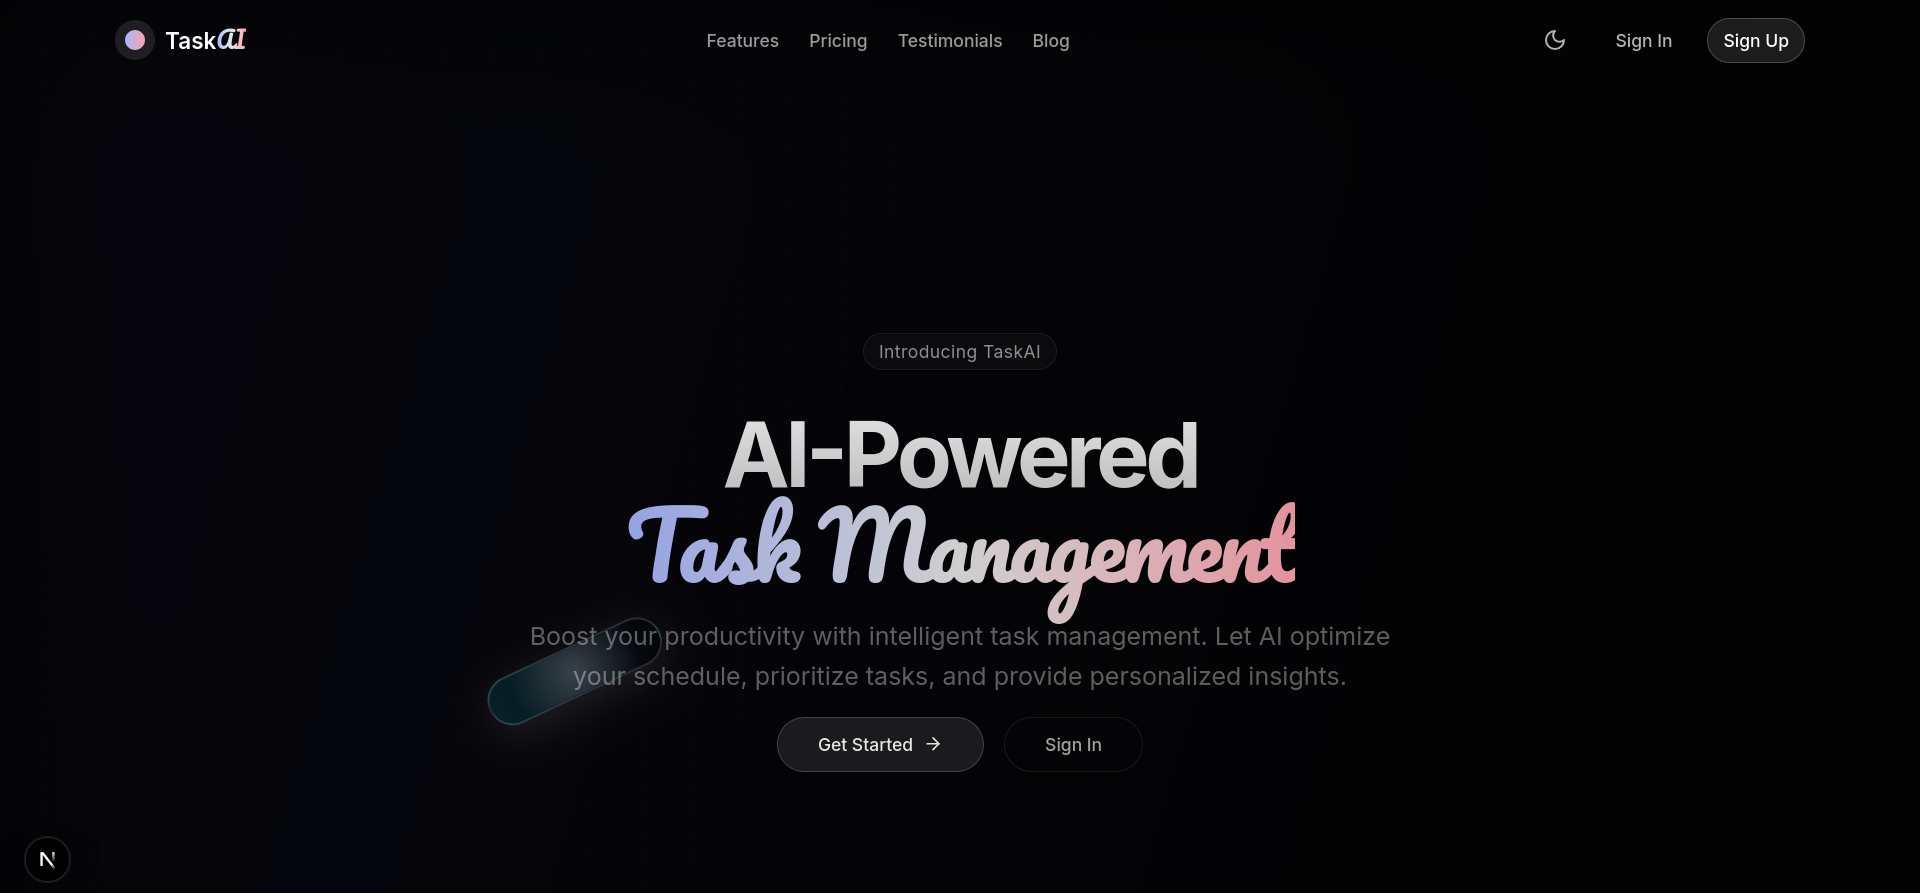 TaskAI
Features
Pricing
Testimonials
Blog
Sign In
Sign Up
Introducing TaskAI
AI-Powered
Task Management
Boost your productivity with intelligent task management. Let AI optimize
your schedule, prioritize tasks, and provide personalized insights.
Get Started
Sign In
N